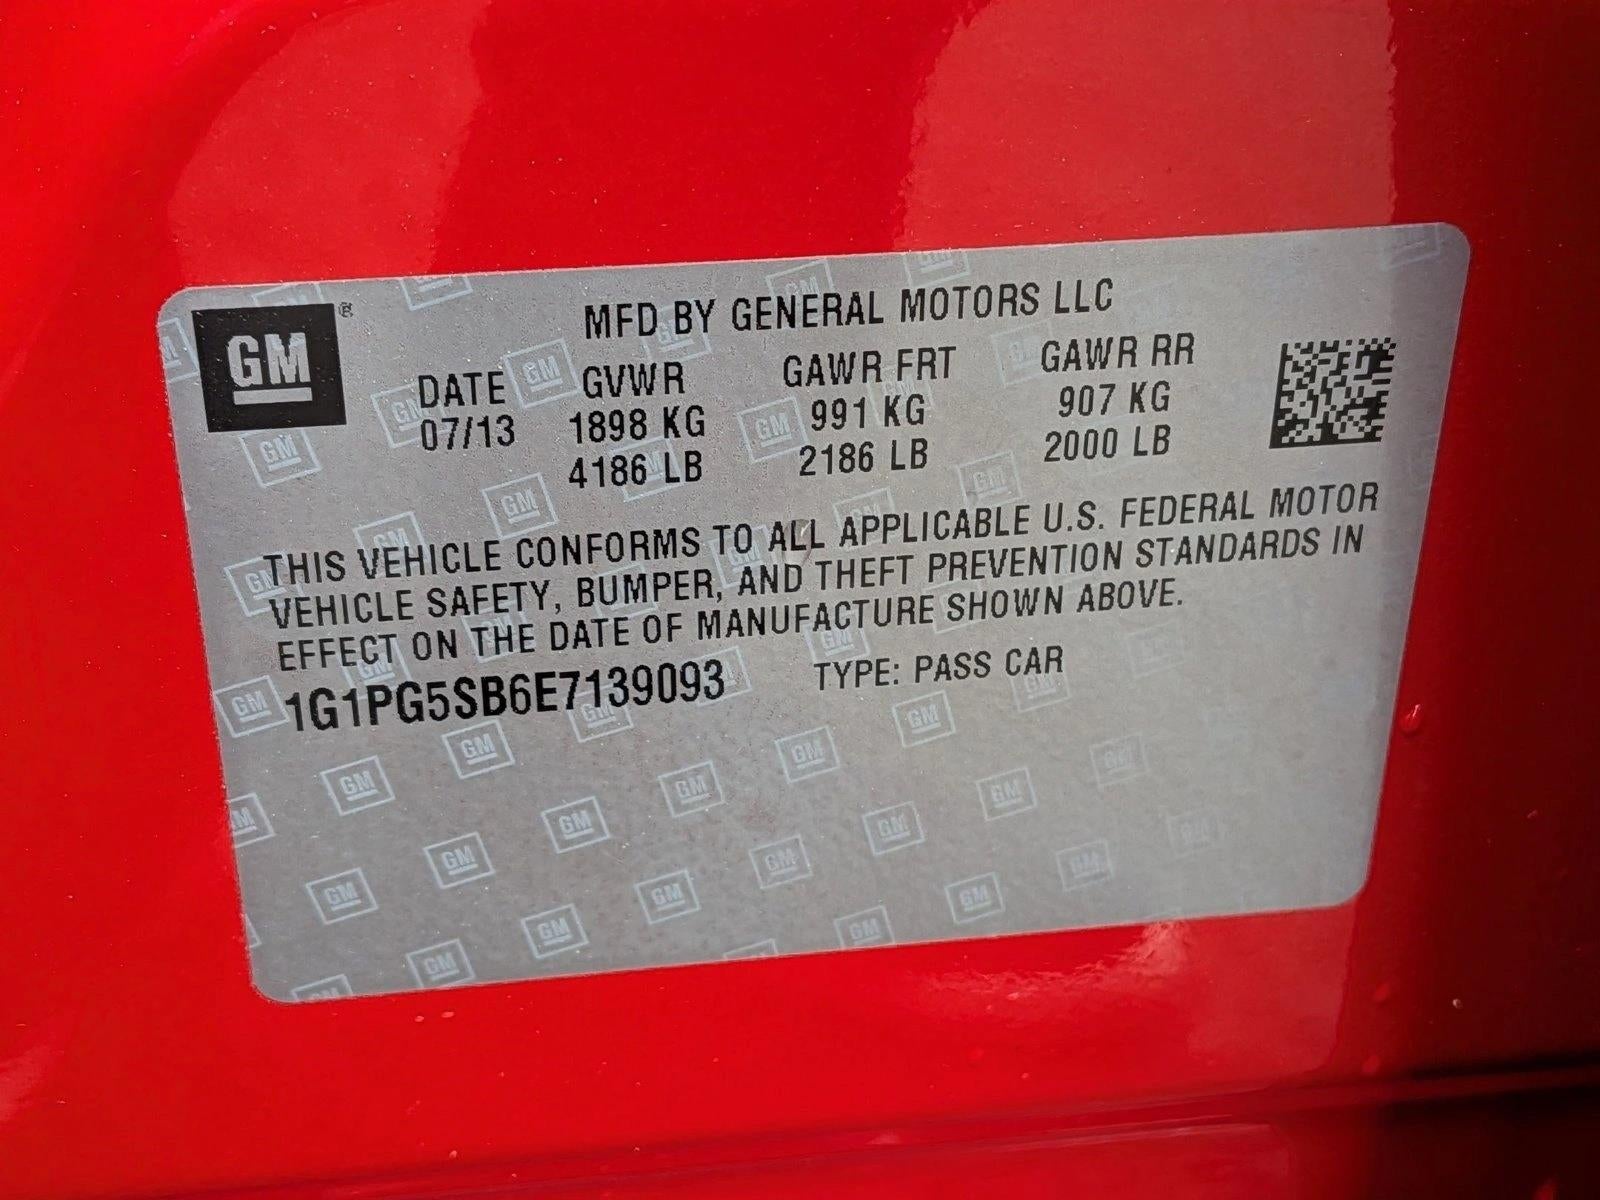 GM ®
MFD BY GENERAL MOTORS LLC
DATE GVWR GAWR FRT GAWR RR
07/13 1898 KG 991 KG 907 KG
4186 LB 2186 LB 2000 LB
THIS VEHICLE CONFORMS TO ALL APPLICABLE U.S. FEDERAL MOTOR
VEHICLE SAFETY, BUMPER, AND THEFT PREVENTION STANDARDS IN
EFFECT ON THE DATE OF MANUFACTURE SHOWN ABOVE.
1G1PG5SB6E7139093 TYPE: PASS CAR